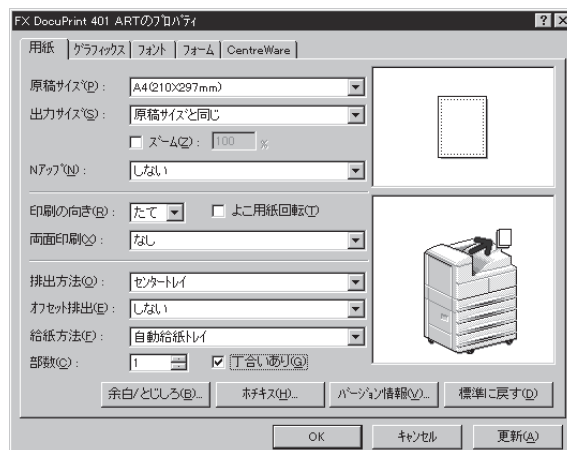 FX DocuPrint 401 ARTのﾌﾟﾛﾊﾟﾃｨ
用紙 ｸﾞﾗﾌｨｯｸｽ ﾌｫﾝﾄ ﾌｫｰﾑ CentreWare
原稿ｻｲｽﾞ(P): A4(210×297mm)
出力ｻｲｽﾞ(S): 原稿ｻｲｽﾞと同じ
ｽﾞｰﾑ(Z): 100 %
Nｱｯﾌﾟ(N): しない
印刷の向き(R): たて よこ用紙回転(T)
両面印刷(X): なし
排出方法(O): ｾﾝﾀｰﾄﾚｲ
ｵﾌｾｯﾄ排出(E): しない
給紙方法(F): 自動給紙ﾄﾚｲ
部数(C): 1 丁合いあり(G)
余白/とじしろ(B)... ﾎﾁｷｽ(H)... ﾊﾞｰｼﾞｮﾝ情報(V)... 標準に戻す(D)
OK ｷｬﾝｾﾙ 更新(A)